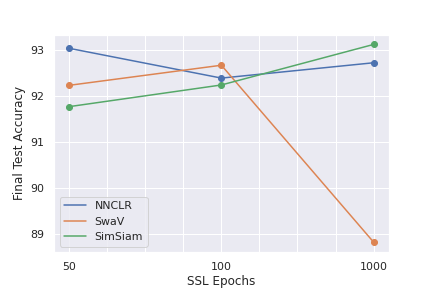 93
92
91
90
89
Final Test Accuracy
NNCLR
SwaV
SimSiam
50 100 1000
SSL Epochs